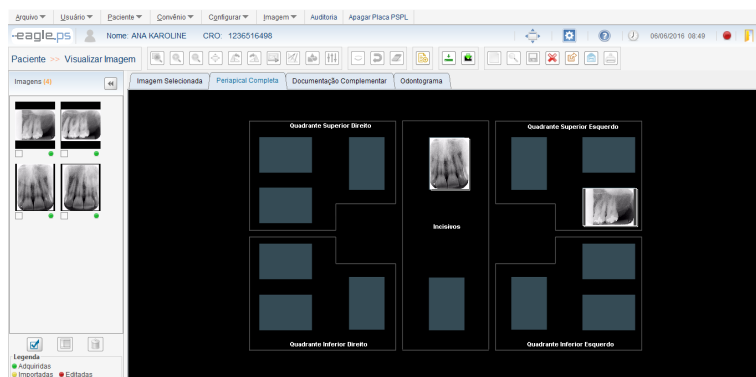 Arquivo Usuário Paciente Convênio Configurar Imagem Auditoria Apagar Placa PSPL
eagle.ps Nome: ANA KAROLINE CRO: 1236516498 06/06/2016 08:49
Paciente >> Visualizar Imagem
Imagens (4) Imagem Selecionada Periapical Completa Documentação Complementar Odontograma
Quadrante Superior Direito Quadrante Superior Esquerdo
Incisivos
Quadrante Inferior Direito Quadrante Inferior Esquerdo
Legenda
Adquiridas
Importadas Editadas